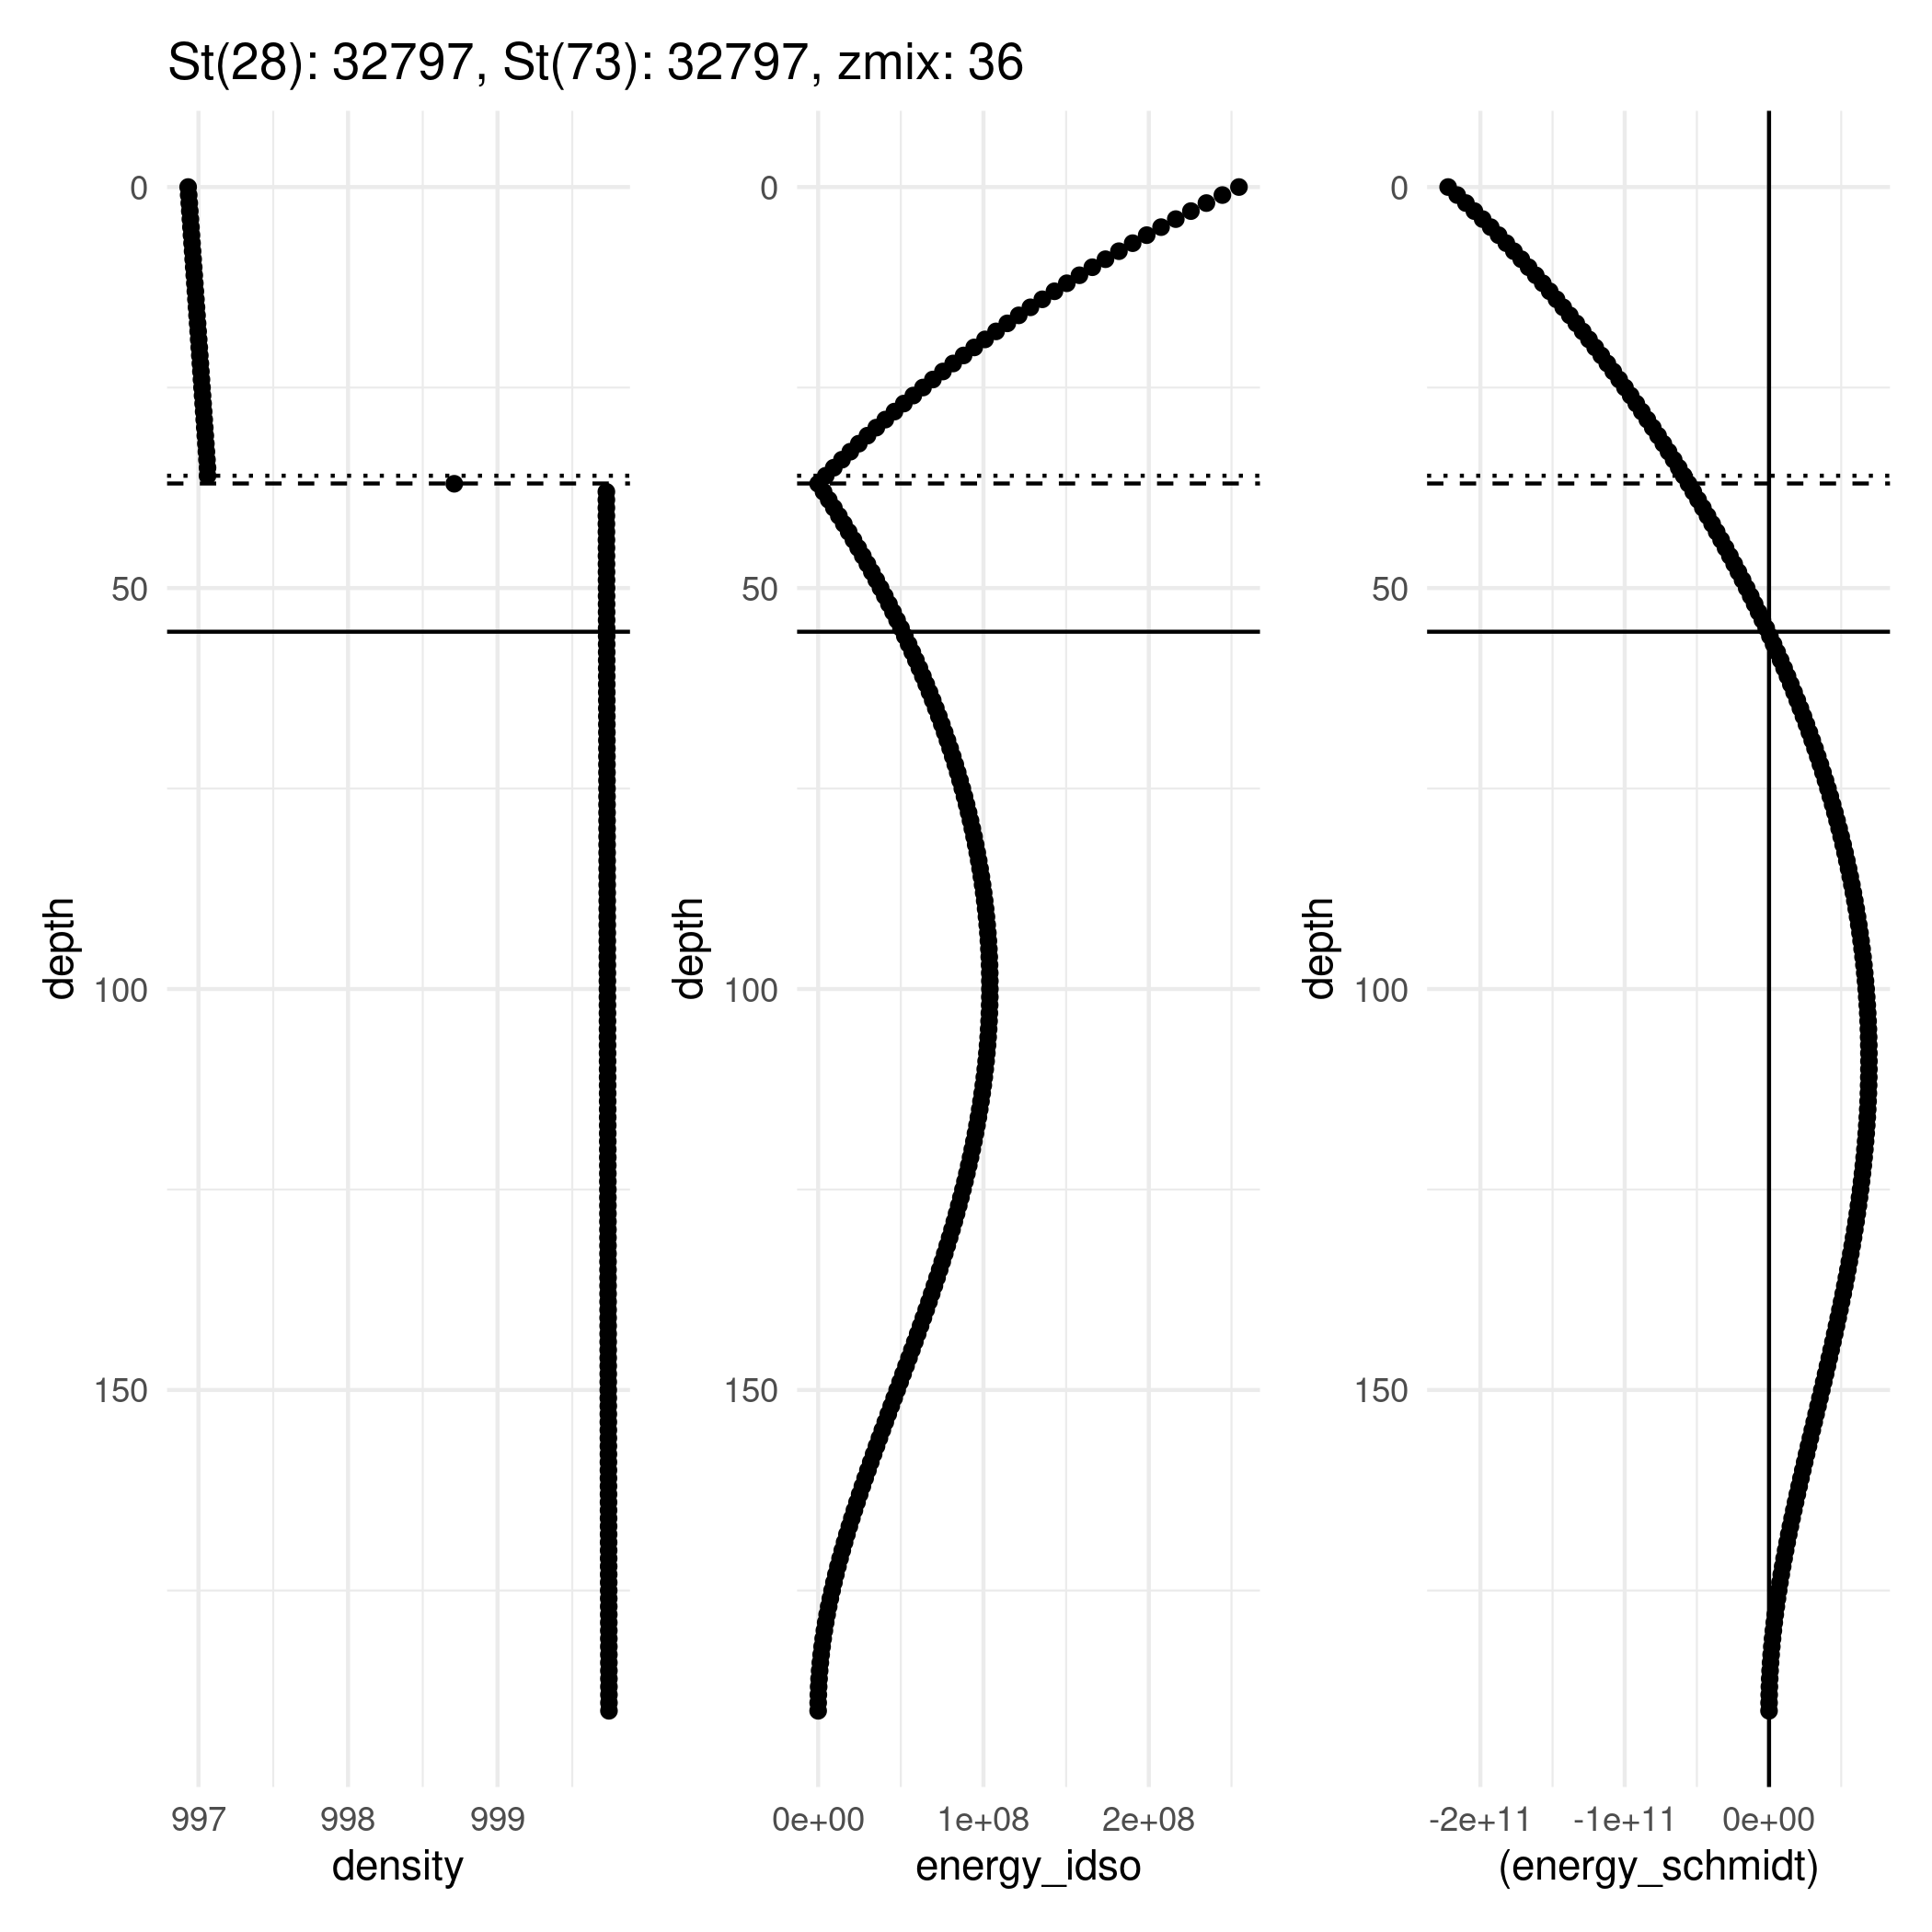 St(28): 32797, St(73): 32797, zmix: 36
0
50
100
150
depth
997 998 999
density
0
50
100
150
depth
0e+00 1e+08 2e+08
energy_idso
0
50
100
150
depth
-2e+11 -1e+11 0e+00
(energy_schmidt)